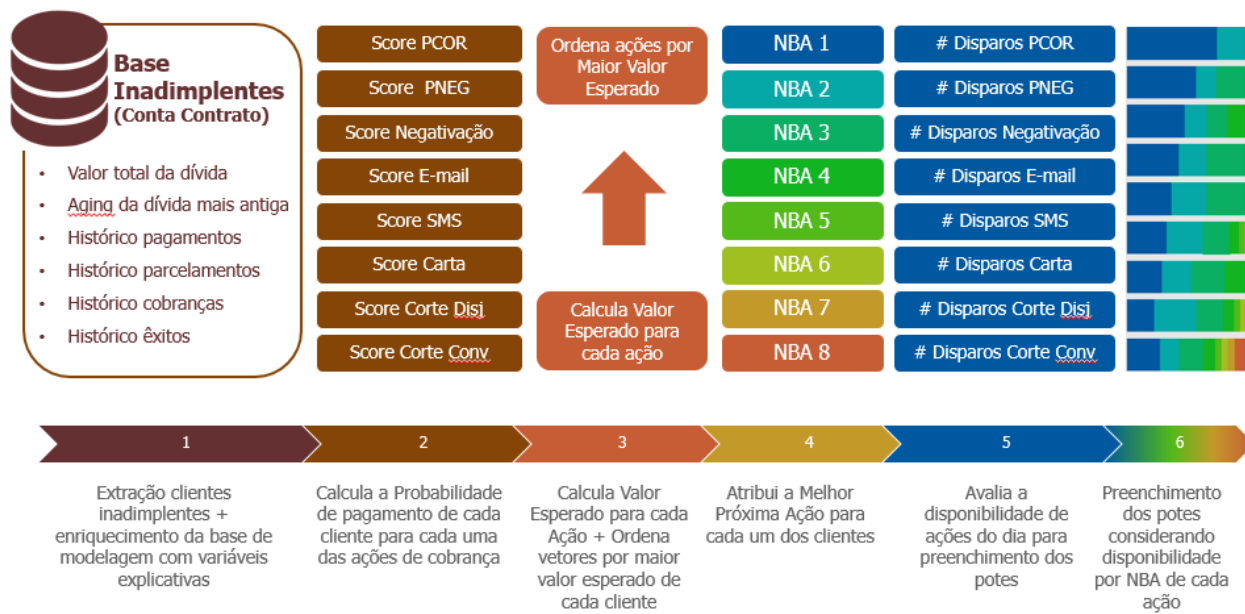 Base
Inadimplentes
(Conta Contrato)
• Valor total da dívida
• Aging da dívida mais antiga
• Histórico pagamentos
• Histórico parcelamentos
• Histórico cobranças
• Histórico êxitos
Score PCOR
Score PNEG
Score Negativação
Score E-mail
Score SMS
Score Carta
Score Corte Disj
Score Corte Conv
Ordena ações por
Maior Valor
Esperado
Calcula Valor
Esperado para
cada ação
NBA 1
NBA 2
NBA 3
NBA 4
NBA 5
NBA 6
NBA 7
NBA 8
# Disparos PCOR
# Disparos PNEG
# Disparos Negativação
# Disparos E-mail
# Disparos SMS
# Disparos Carta
# Disparos Corte Disj
# Disparos Corte Conv
1
2
3
4
5
6
Extração clientes
inadimplentes +
enriquecimento da base de
modelagem com variáveis
explicativas
Calcula a Probabilidade
de pagamento de cada
cliente para cada uma
das ações de cobrança
Calcula Valor
Esperado para cada
Ação + Ordena
vetores por maior
valor esperado de
cada cliente
Atribui a Melhor
Próxima Ação para
cada um dos clientes
Avalia a
disponibilidade de
ações do dia para
preenchimento dos
potes
Preenchimento
dos potes
considerando
disponibilidade
por NBA de cada
ação